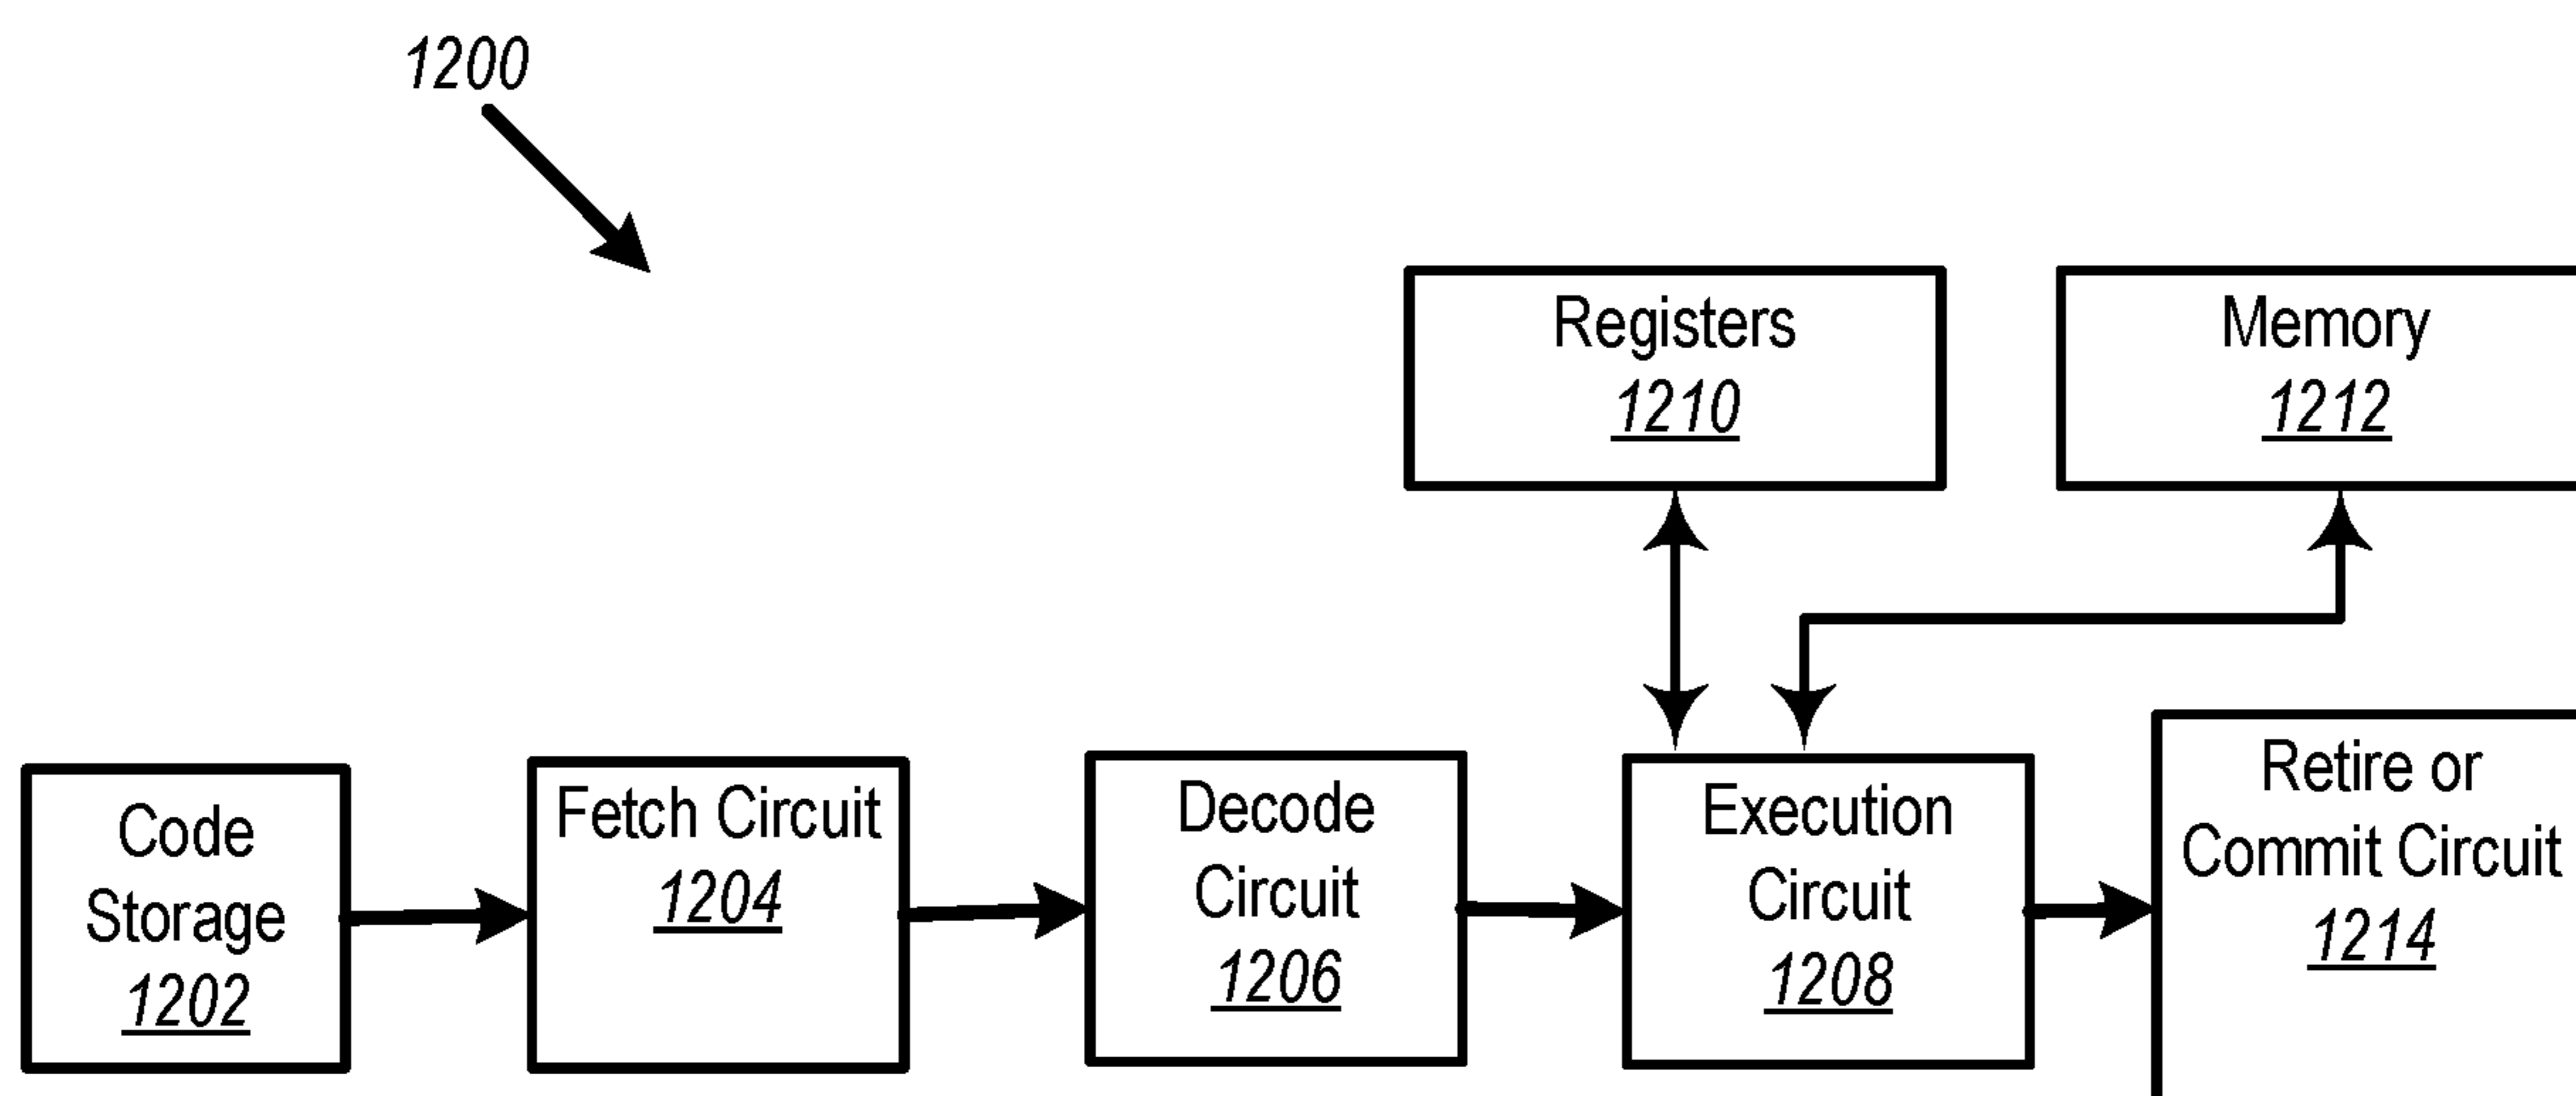 1200
Registers
1210
Memory
1212
Code
Storage
1202
Fetch Circuit
1204
Decode
Circuit
1206
Execution
Circuit
1208
Retire or
Commit Circuit
1214